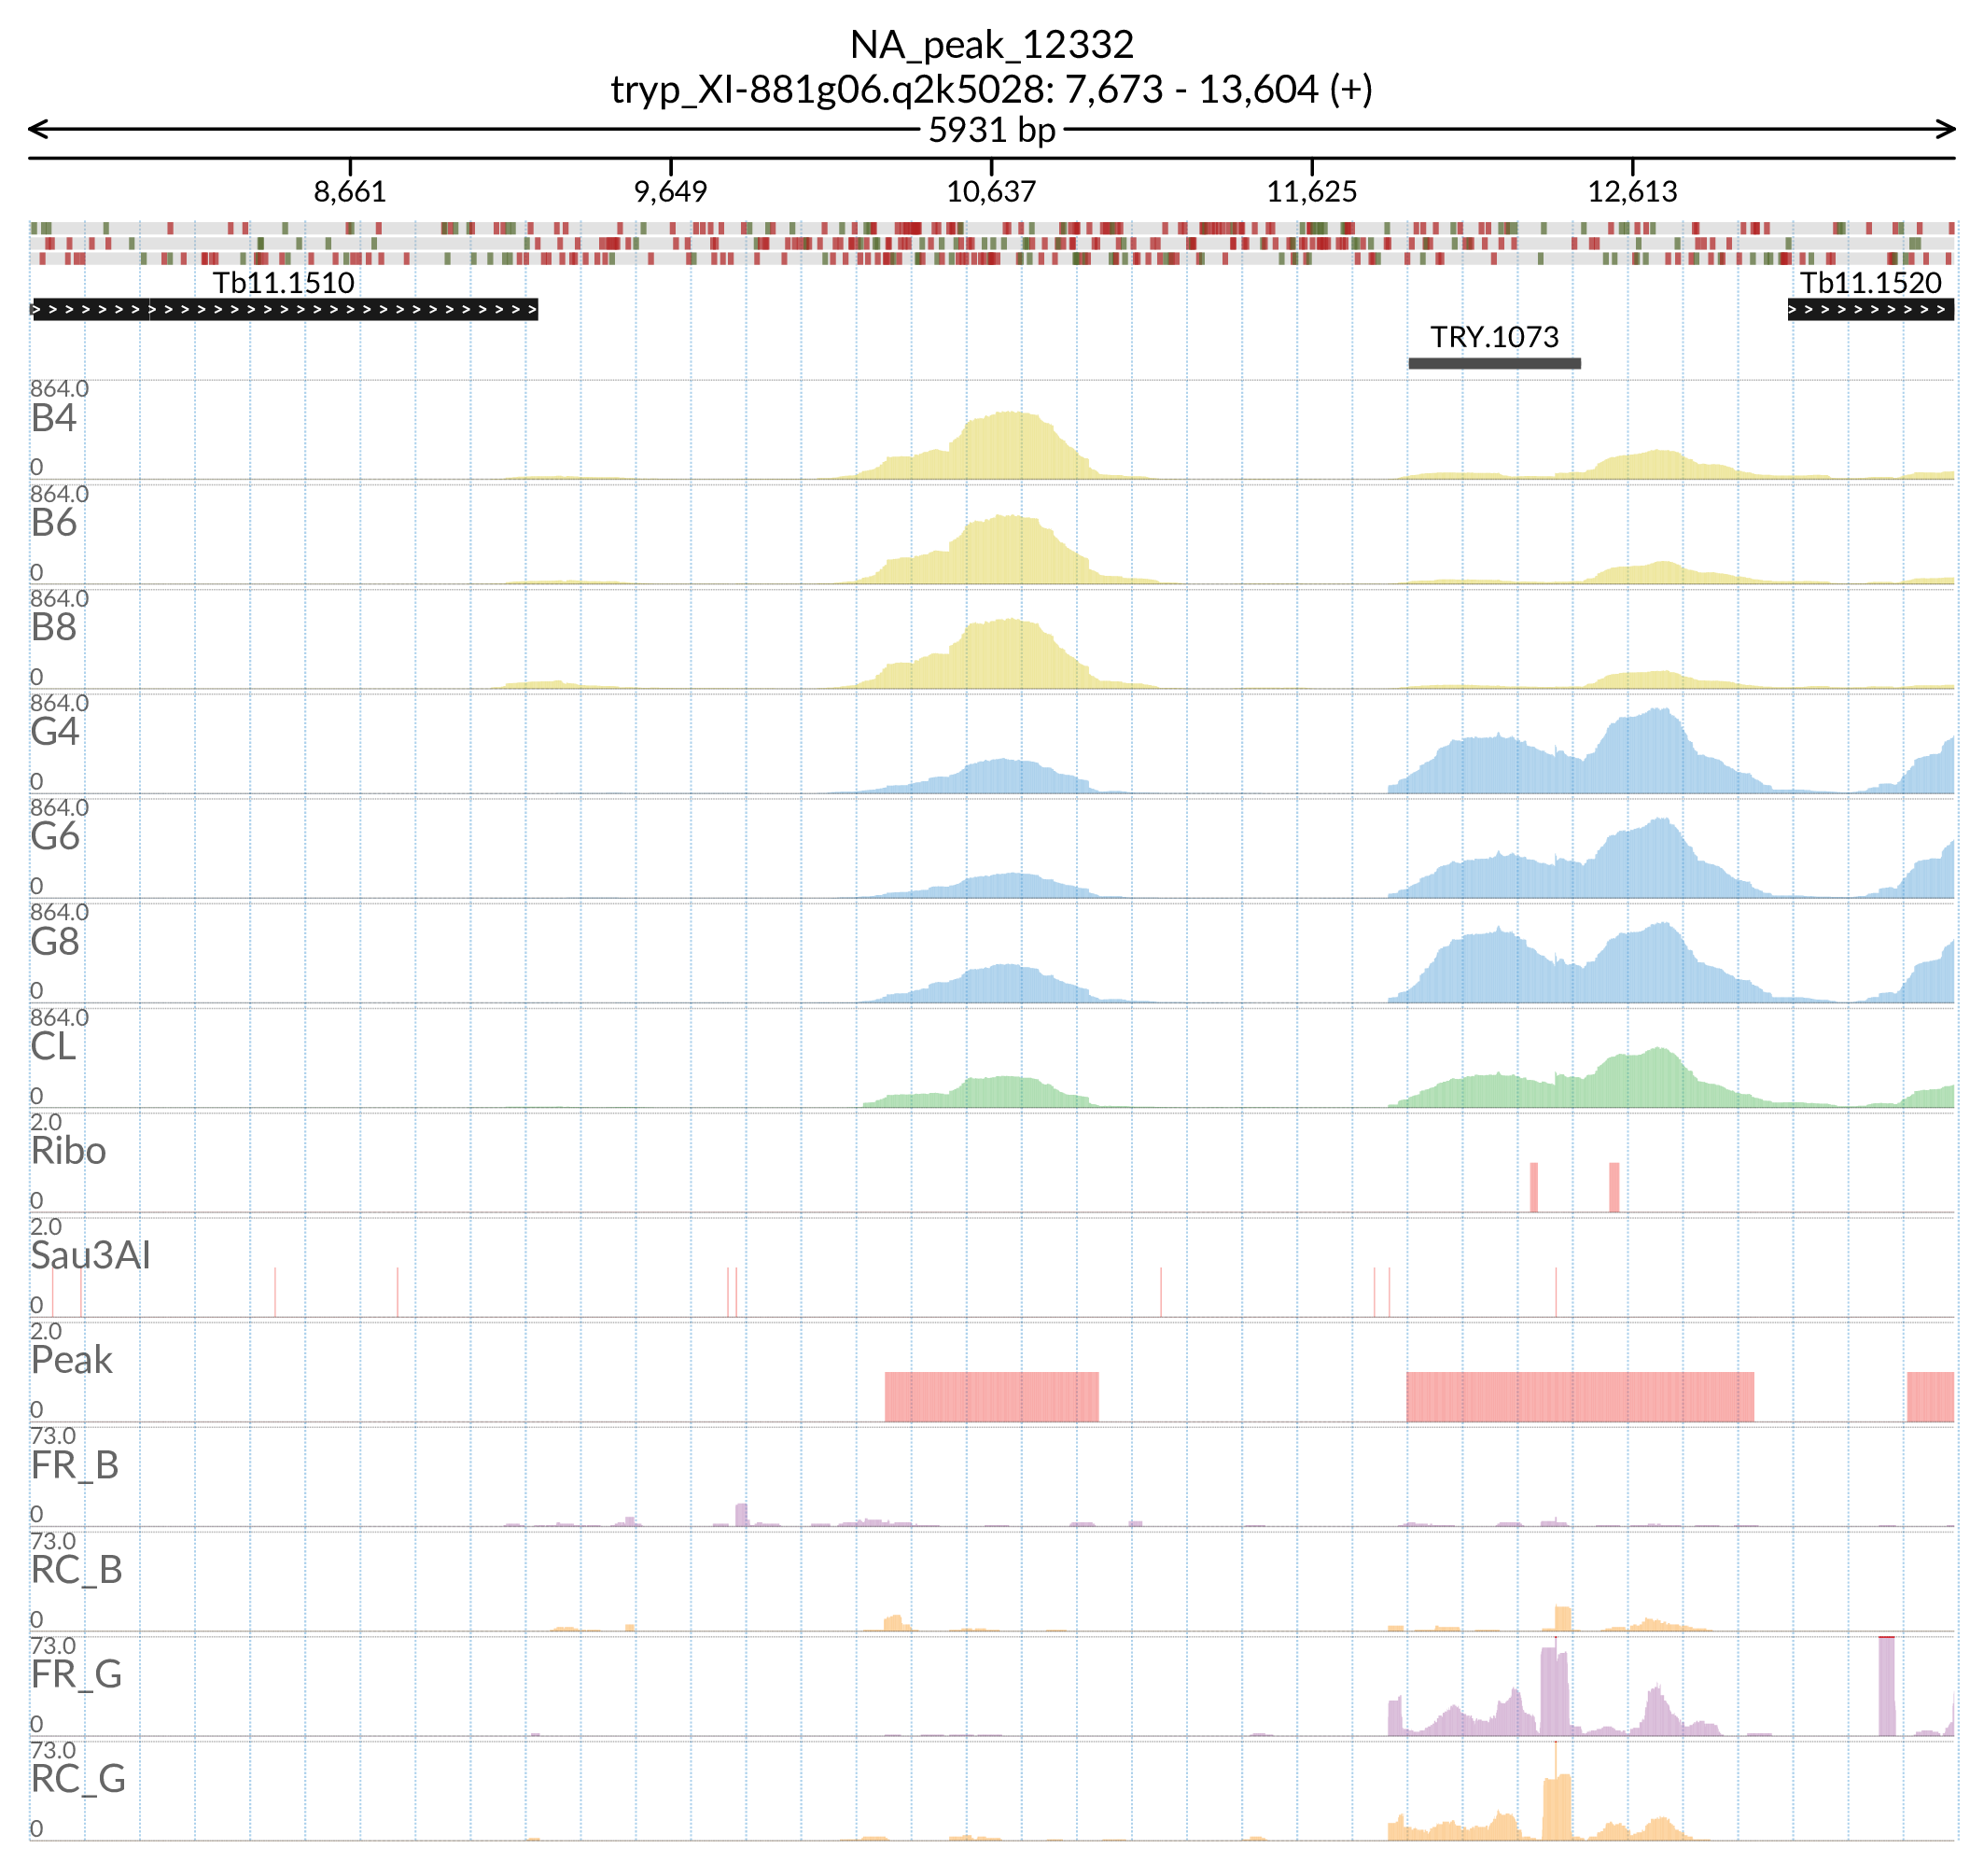 NA_peak_12332
tryp_XI-881g06.q2k5028: 7,673 - 13,604 (+)
5931 bp
8,661 9,649 10,637 11,625 12,613
Tb11.1510 Tb11.1520
TRY.1073
864.0
B4
0
864.0
B6
0
864.0
B8
0
864.0
G4
0
864.0
G6
0
864.0
G8
0
864.0
CL
0
2.0
Ribo
0
2.0
Sau3AI
0
2.0
Peak
0
73.0
FR_B
0
73.0
RC_B
0
73.0
FR_G
0
73.0
RC_G
0